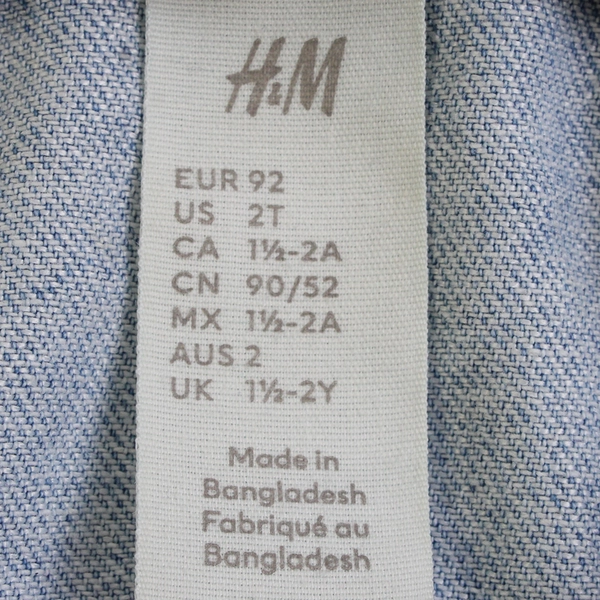 H&M
EUR 92
US 2T
CA 1½-2A
CN 90/52
MX 1½-2A
AUS 2
UK 1½-2Y
Made in
Bangladesh
Fabriqué au
Bangladesh